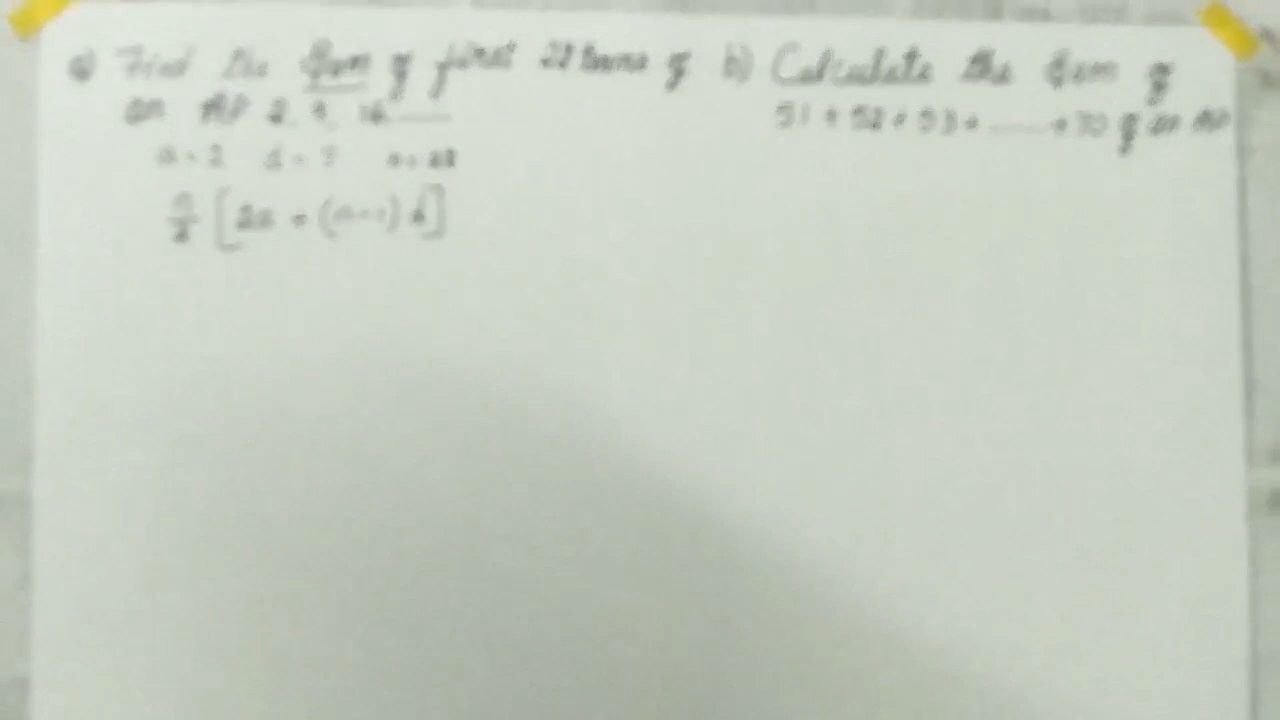 a) Find the Sum of first 22 terms of
an AP 2, 9, 16......
a = 2 d = 7 n = 22
n/2 [2a + (n-1) d]
b) Calculate the Sum of
51 + 52 + 53 + ...... + 70 of an AP